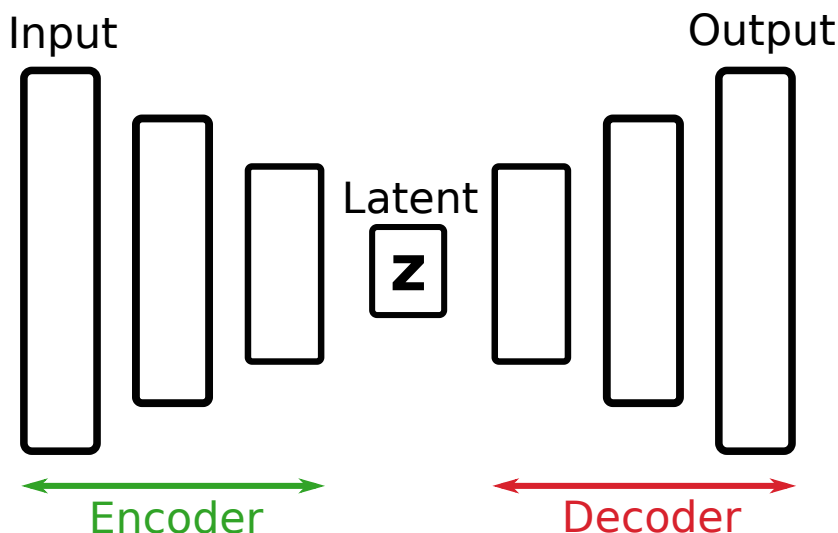 Input
Output
Latent
z
Encoder
Decoder